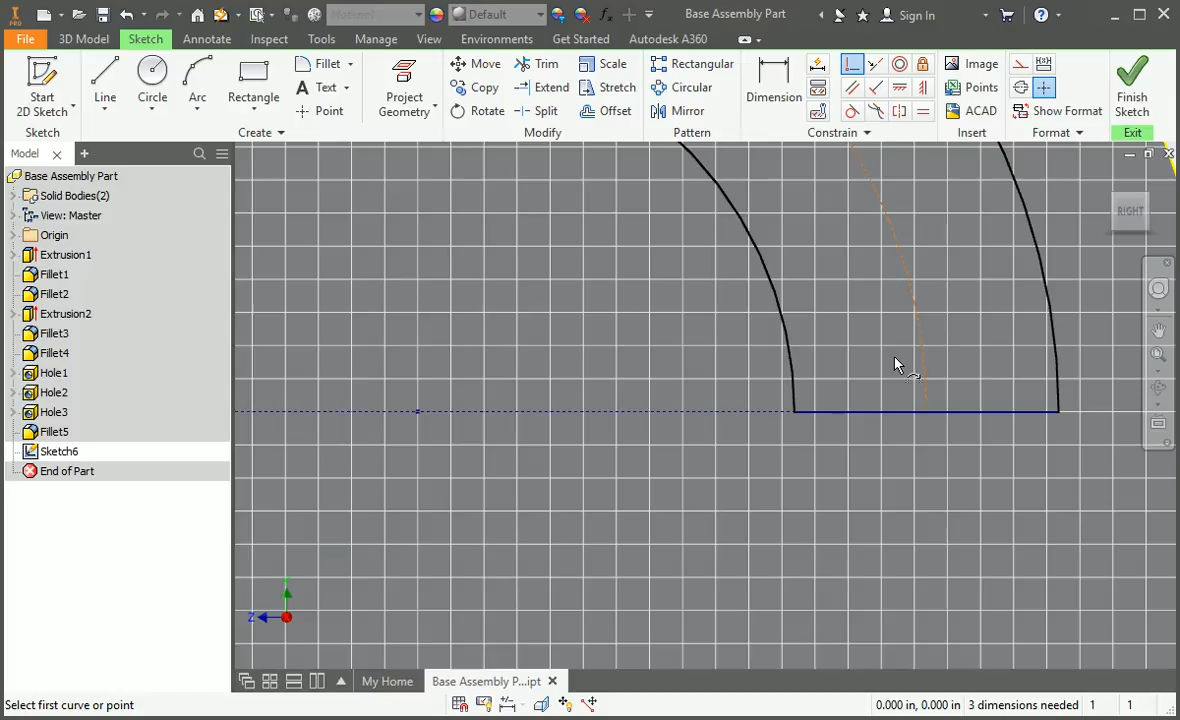 PRO
Material
Default
Base Assembly Part
Sign In
File
3D Model
Sketch
Annotate
Inspect
Tools
Manage
View
Environments
Get Started
Autodesk A360
Start
2D Sketch
Line
Circle
Arc
Rectangle
Fillet
Text
Point
Project
Geometry
Move
Copy
Rotate
Trim
Extend
Split
Scale
Stretch
Offset
Rectangular
Circular
Mirror
Dimension
Image
Points
ACAD
Show Format
Finish
Sketch
Sketch
Create
Modify
Pattern
Constrain
Insert
Format
Exit
Model
Base Assembly Part
Solid Bodies(2)
View: Master
Origin
Extrusion1
Fillet1
Fillet2
Extrusion2
Fillet3
Fillet4
Hole1
Hole2
Hole3
Fillet5
Sketch6
End of Part
RIGHT
Z
My Home
Base Assembly P...ipt
Select first curve or point
0.000 in, 0.000 in
3 dimensions needed
1
1